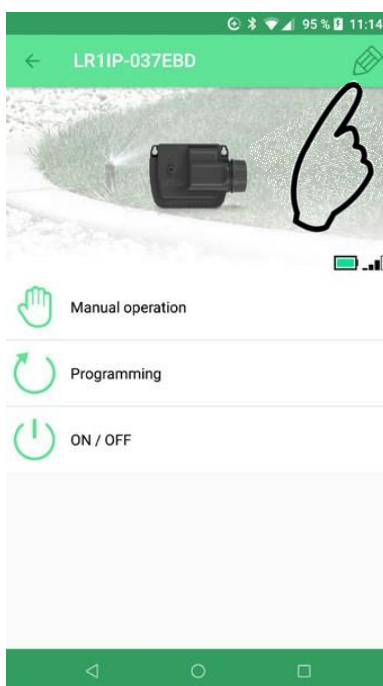 95 % 11:14
LR1IP-037EBD
Manual operation
Programming
ON / OFF